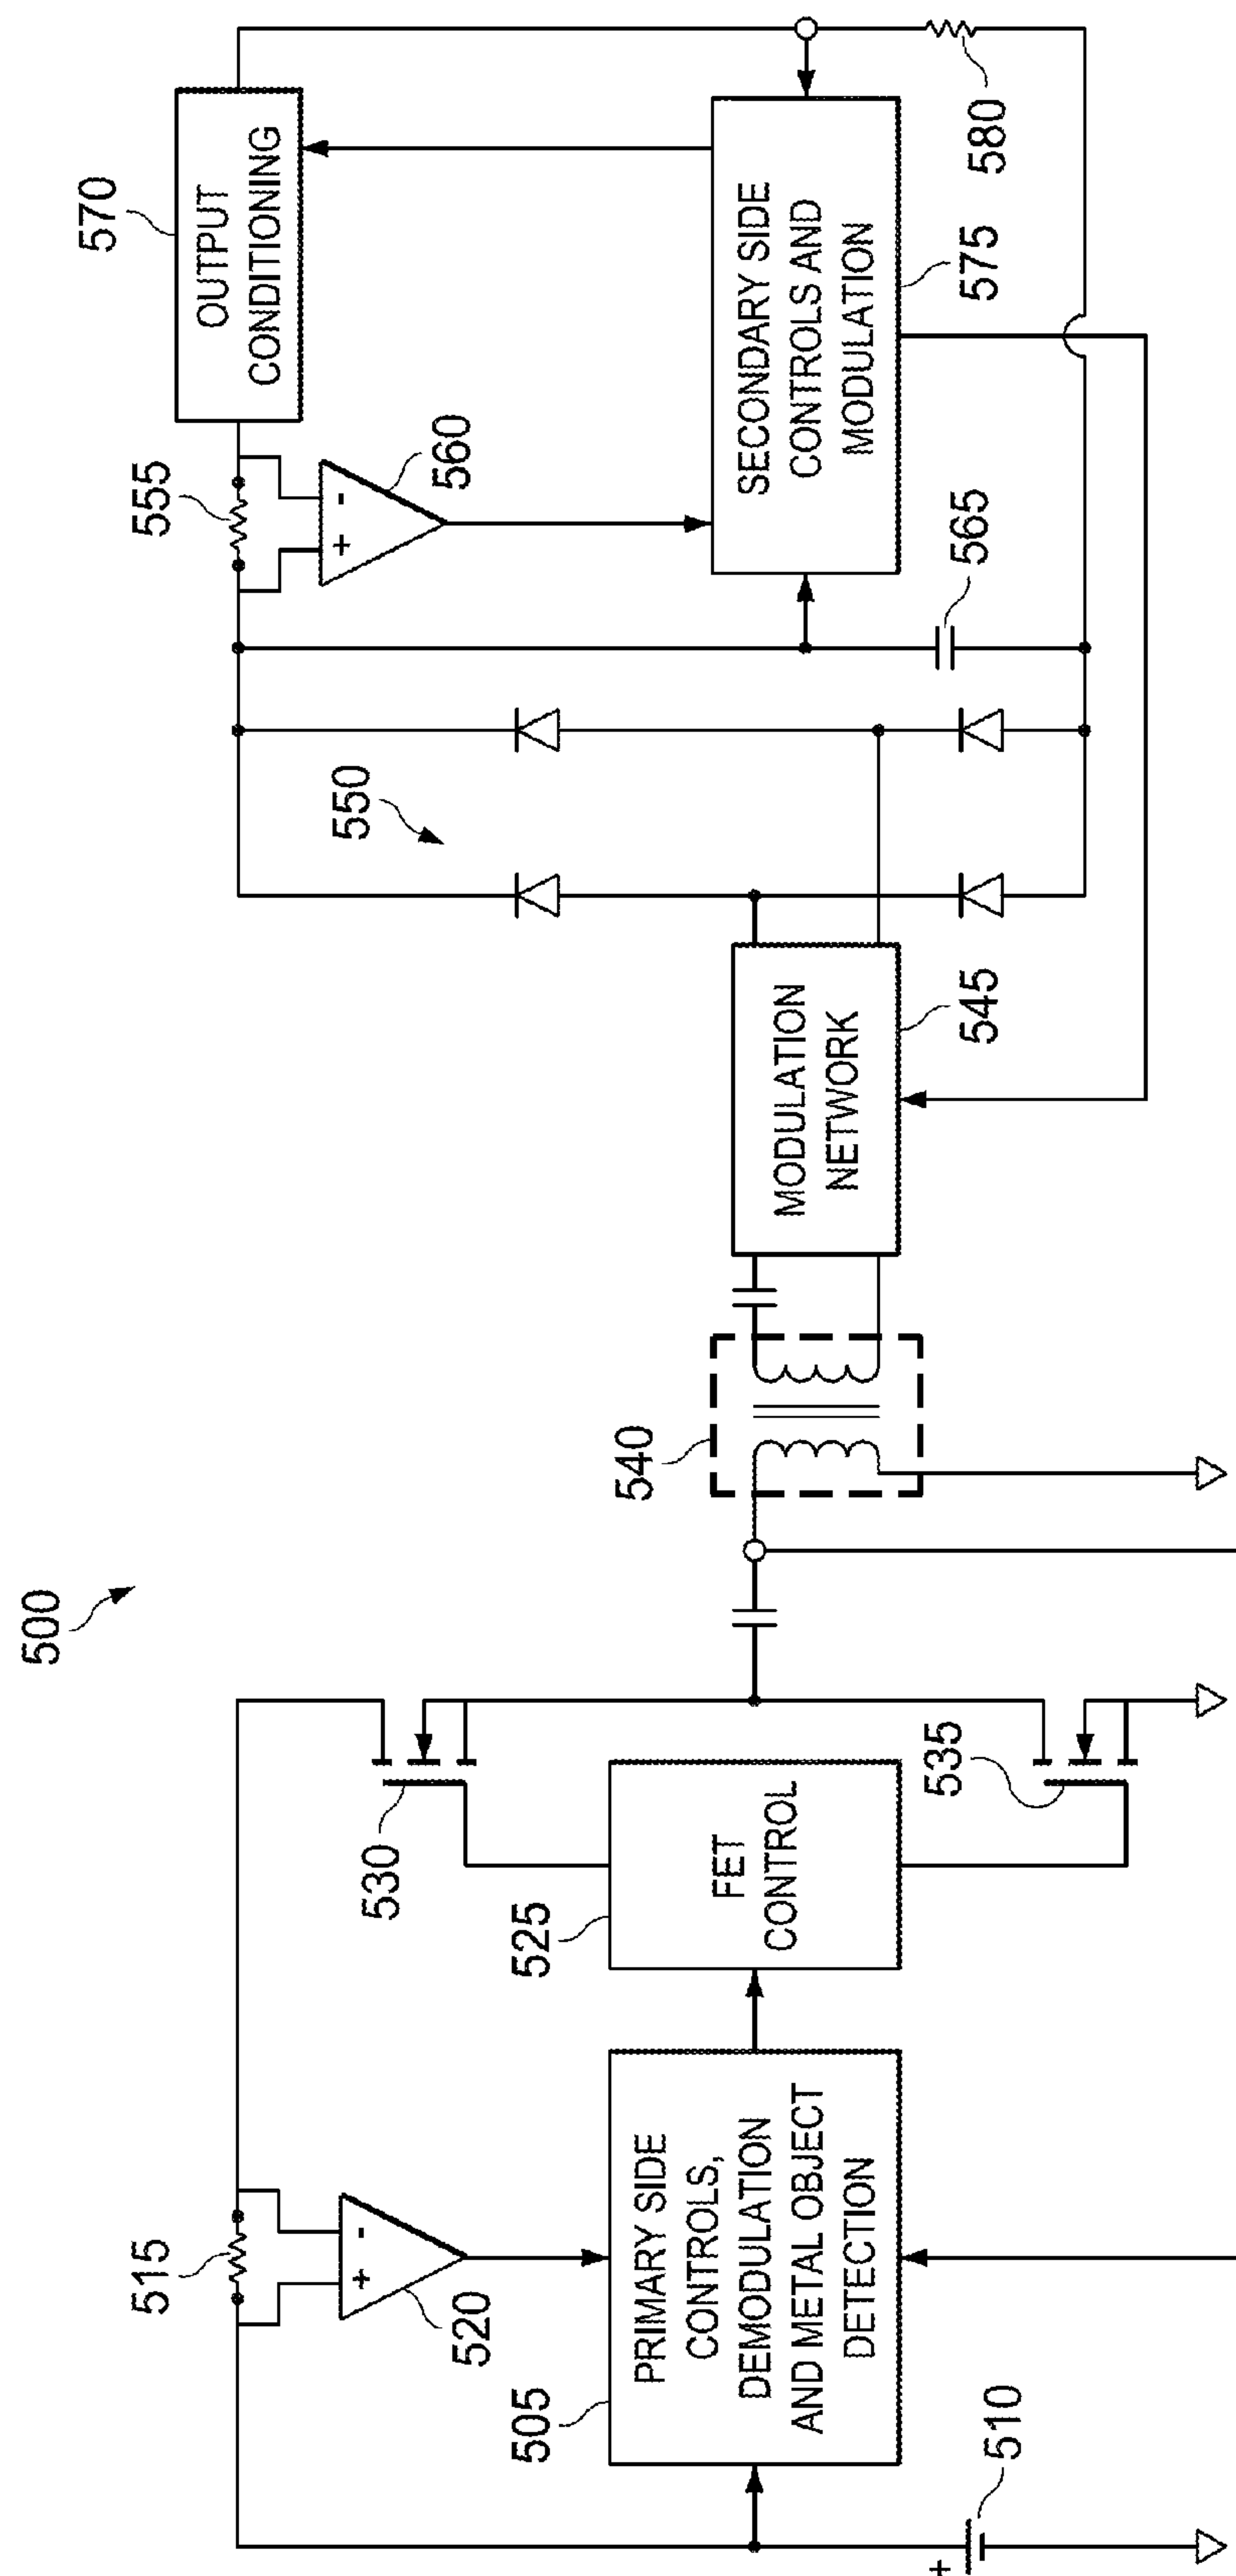 500
515
+
-
520
505
PRIMARY SIDE
CONTROLS,
DEMODULATION
AND METAL OBJECT
DETECTION
+
510
530
525
FET
CONTROL
535
540
MODULATION
NETWORK
545
550
555
+
-
560
565
570
OUTPUT
CONDITIONING
SECONDARY SIDE
CONTROLS AND
MODULATION
575
580